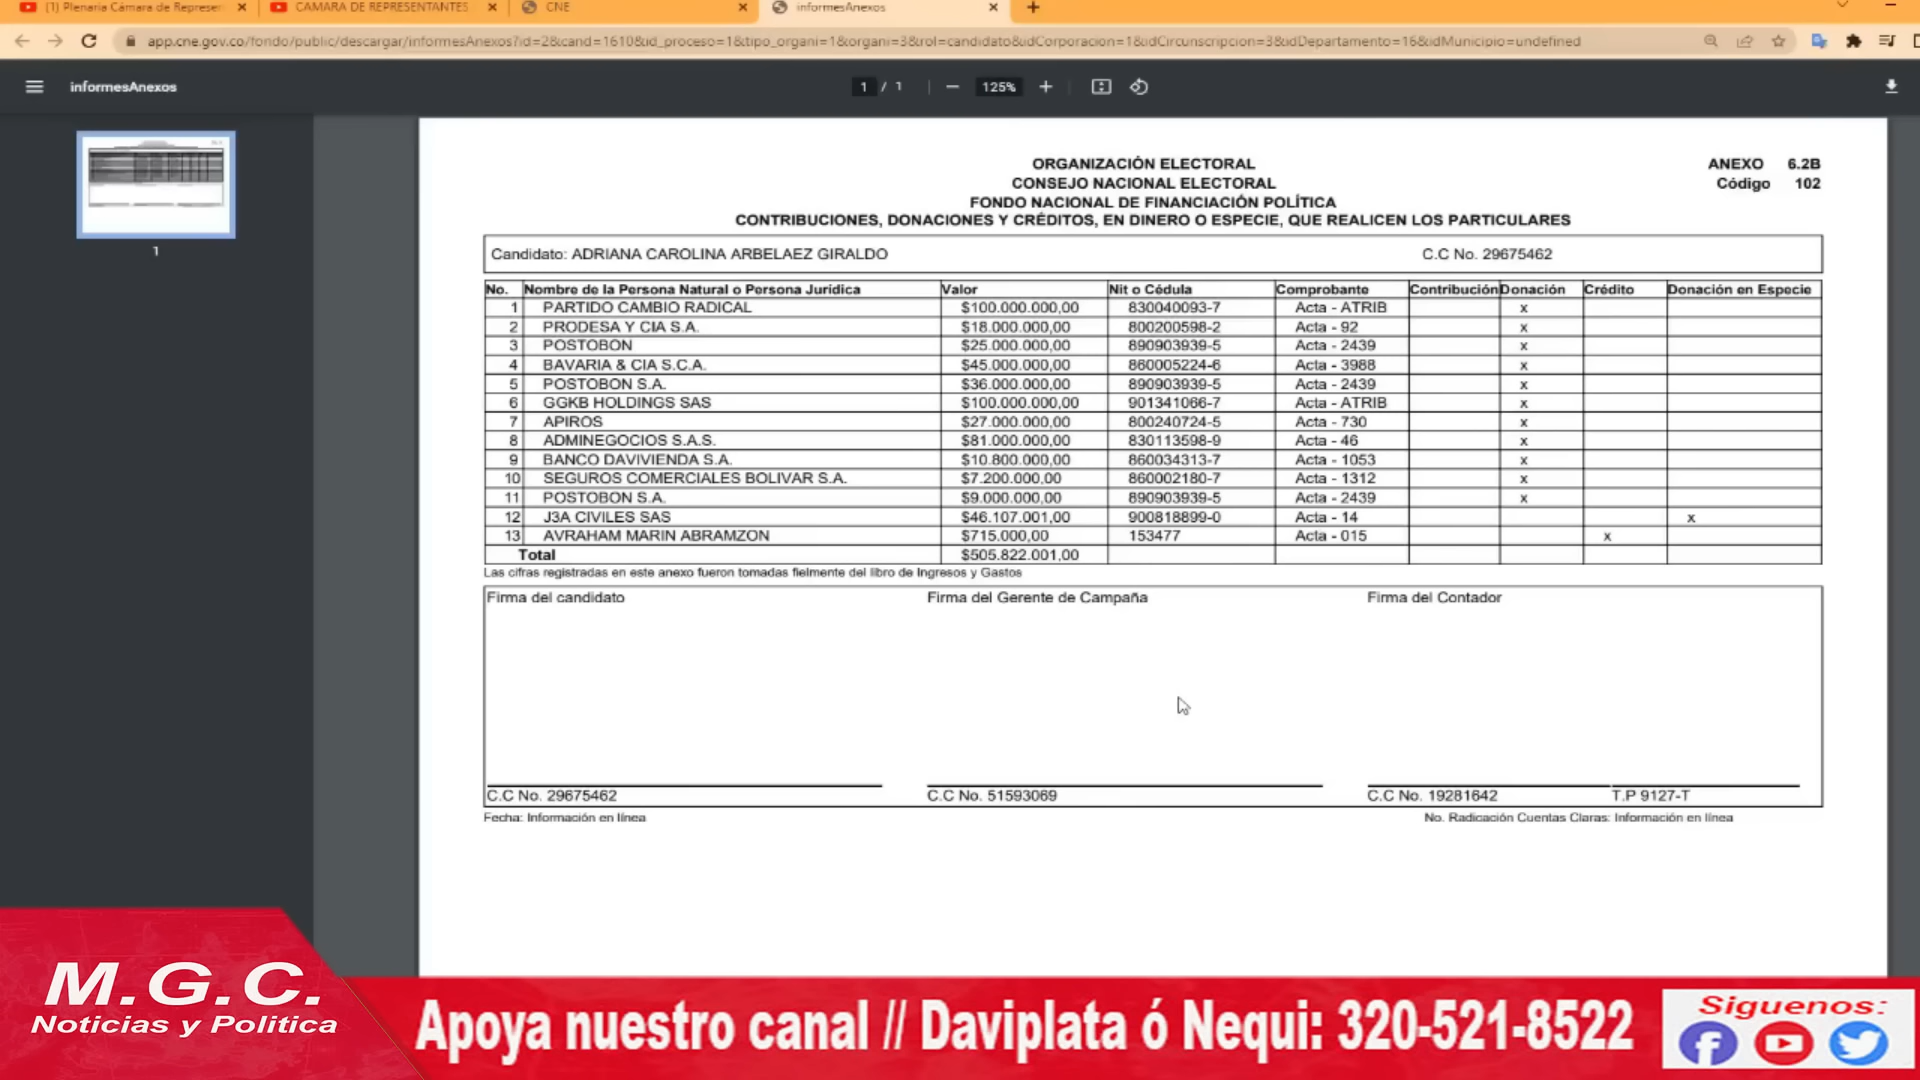 (1) Plenaria Cámara de Represen
CAMARA DE REPRESENTANTES
CNE
informesAnexos
app.cne.gov.co/fondo/public/descargar/informesAnexos?id=2&cand=1610&id_proceso=1&tipo_organi=1&organi=3&rol=candidato&idCorporacion=1&idCircunscripcion=3&idDepartamento=16&idMunicipio=undefined
informesAnexos
1 / 1
125%
1
ORGANIZACIÓN ELECTORAL
CONSEJO NACIONAL ELECTORAL
FONDO NACIONAL DE FINANCIACIÓN POLÍTICA
CONTRIBUCIONES, DONACIONES Y CRÉDITOS, EN DINERO O ESPECIE, QUE REALICEN LOS PARTICULARES
ANEXO 6.2B
Código 102
Candidato: ADRIANA CAROLINA ARBELAEZ GIRALDO C.C No. 29675462
No. Nombre de la Persona Natural o Persona Jurídica Valor Nit o Cédula Comprobante Contribución Donación Crédito Donación en Especie
1 PARTIDO CAMBIO RADICAL $100.000.000,00 830040093-7 Acta - ATRIB x
2 PRODESA Y CIA S.A. $18.000.000,00 800200598-2 Acta - 92 x
3 POSTOBON $25.000.000,00 890903939-5 Acta - 2439 x
4 BAVARIA & CIA S.C.A. $45.000.000,00 860005224-6 Acta - 3988 x
5 POSTOBON S.A. $36.000.000,00 890903939-5 Acta - 2439 x
6 GGKB HOLDINGS SAS $100.000.000,00 901341066-7 Acta - ATRIB x
7 APIROS $27.000.000,00 800240724-5 Acta - 730 x
8 ADMINEGOCIOS S.A.S. $81.000.000,00 830113598-9 Acta - 46 x
9 BANCO DAVIVIENDA S.A. $10.800.000,00 860034313-7 Acta - 1053 x
10 SEGUROS COMERCIALES BOLIVAR S.A. $7.200.000,00 860002180-7 Acta - 1312 x
11 POSTOBON S.A. $9.000.000,00 890903939-5 Acta - 2439 x
12 J3A CIVILES SAS $46.107.001,00 900818899-0 Acta - 14 x
13 AVRAHAM MARIN ABRAMZON $715.000,00 153477 Acta - 015 x
Total $505.822.001,00
Las cifras registradas en este anexo fueron tomadas fielmente del libro de Ingresos y Gastos
Firma del candidato Firma del Gerente de Campaña Firma del Contador
C.C No. 29675462 C.C No. 51593069 C.C No. 19281642 T.P 9127-T
Fecha: Información en línea No. Radicación Cuentas Claras: Información en línea
M.G.C.
Noticias y Politica
Apoya nuestro canal // Daviplata ó Nequi: 320-521-8522
Siguenos: